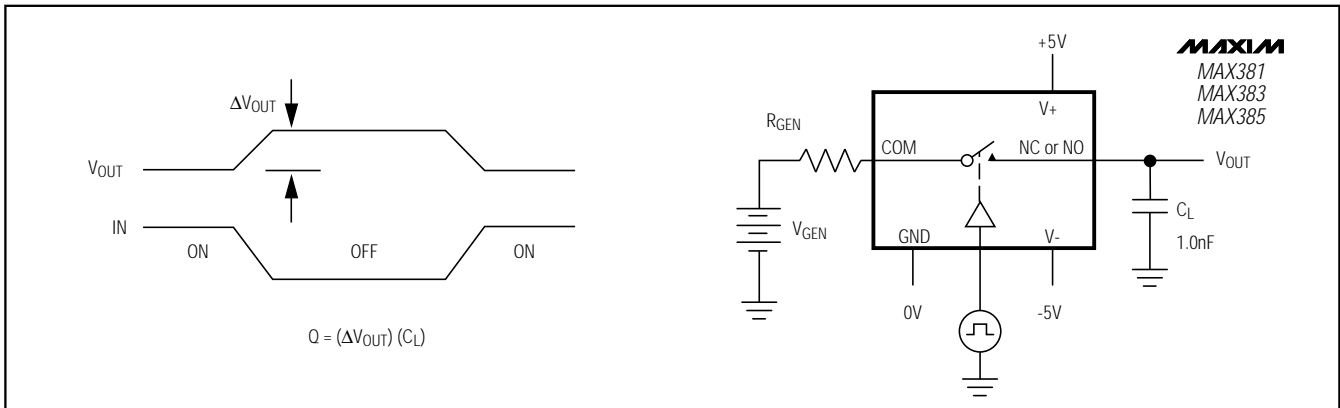 ΔVOUT
VOUT
IN
ON
OFF
ON
Q = (ΔVOUT) (CL)
+5V
MAXIM
MAX381
MAX383
MAX385
V+
RGEN
COM
NC or NO
VOUT
VGEN
CL
1.0nF
GND
V-
0V
-5V